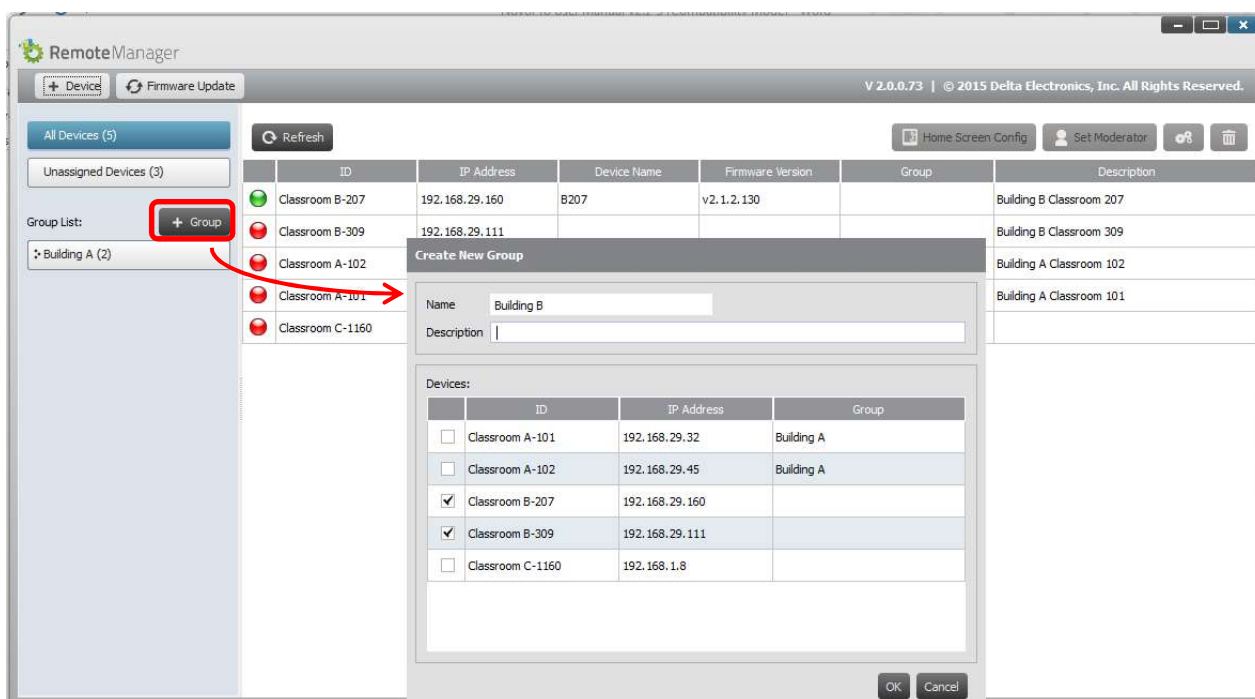 RemoteManager
+ Device Firmware Update V 2.0.0.73 | © 2015 Delta Electronics, Inc. All Rights Reserved.
All Devices (5) Refresh Home Screen Config Set Moderator
Unassigned Devices (3) ID IP Address Device Name Firmware Version Group Description
Classroom B-207 192.168.29.160 B207 v2.1.2.130 Building B Classroom 207
Group List: + Group Classroom B-309 192.168.29.111 Building B Classroom 309
Building A (2) Classroom A-102 Building A Classroom 102
Classroom A-101 Building A Classroom 101
Classroom C-1160
Create New Group
Name Building B
Description
Devices:
ID IP Address Group
Classroom A-101 192.168.29.32 Building A
Classroom A-102 192.168.29.45 Building A
Classroom B-207 192.168.29.160
Classroom B-309 192.168.29.111
Classroom C-1160 192.168.1.8
OK Cancel